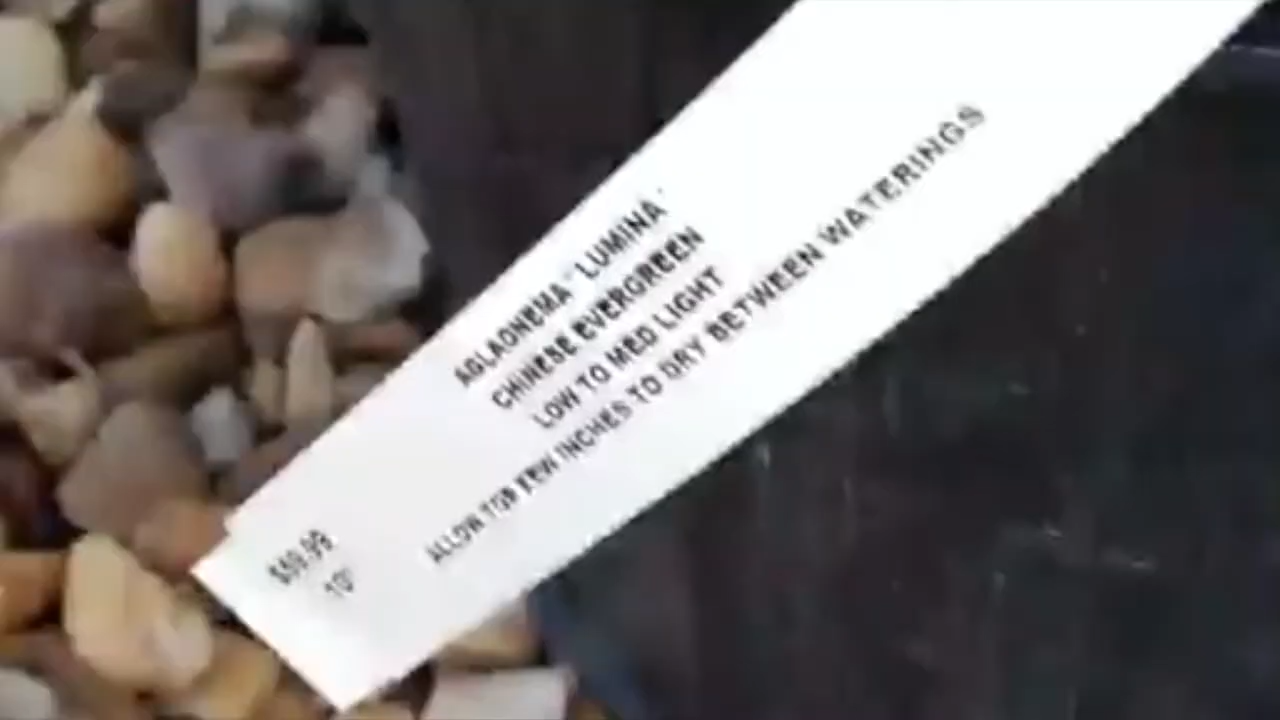 AGLAONEMA 'LUMINA'
CHINESE EVERGREEN
LOW TO MED LIGHT
ALLOW TOP FEW INCHES TO DRY BETWEEN WATERINGS
10"